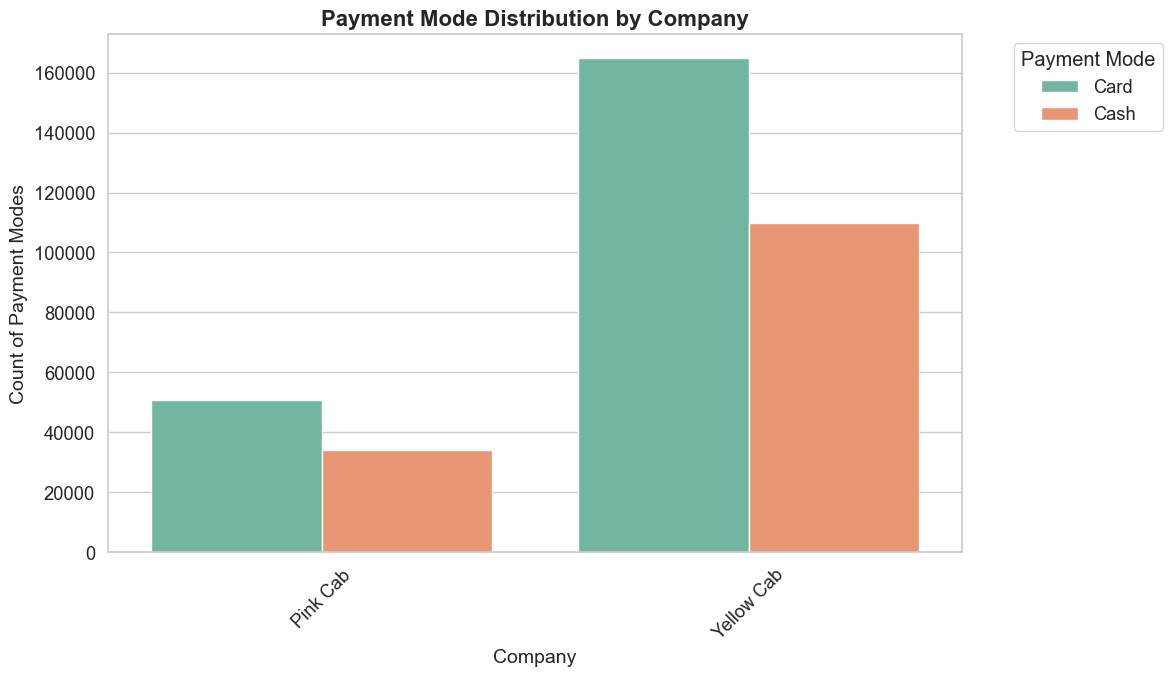 Payment Mode Distribution by Company
Payment Mode
Card
Cash
Count of Payment Modes
160000
140000
120000
100000
80000
60000
40000
20000
0
Pink Cab
Yellow Cab
Company